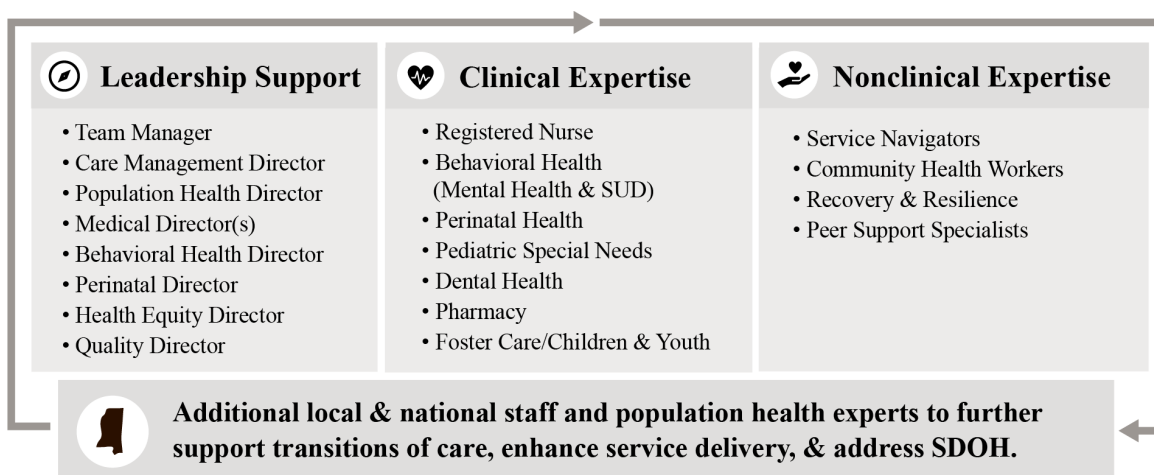 Leadership Support
• Team Manager
• Care Management Director
• Population Health Director
• Medical Director(s)
• Behavioral Health Director
• Perinatal Director
• Health Equity Director
• Quality Director
Clinical Expertise
• Registered Nurse
• Behavioral Health
(Mental Health & SUD)
• Perinatal Health
• Pediatric Special Needs
• Dental Health
• Pharmacy
• Foster Care/Children & Youth
Nonclinical Expertise
• Service Navigators
• Community Health Workers
• Recovery & Resilience
• Peer Support Specialists
Additional local & national staff and population health experts to further
support transitions of care, enhance service delivery, & address SDOH.